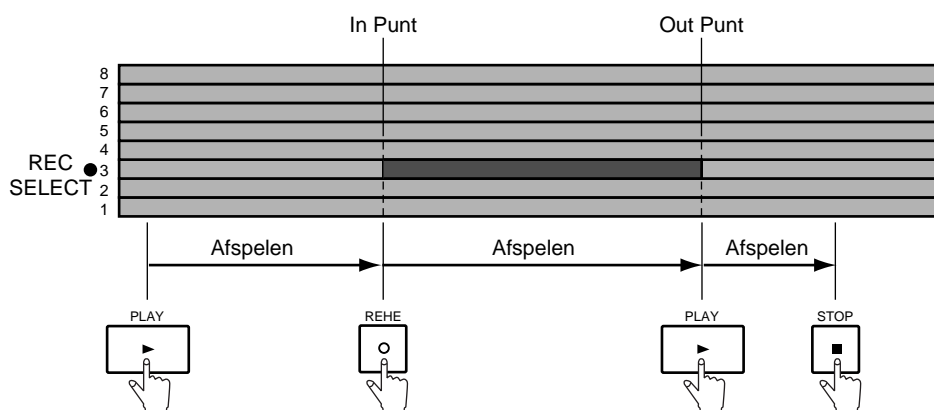 In Punt Out Punt
8
7
6
5
4
REC
3
SELECT
2
1
Afspelen Afspelen Afspelen
PLAY REHE PLAY STOP